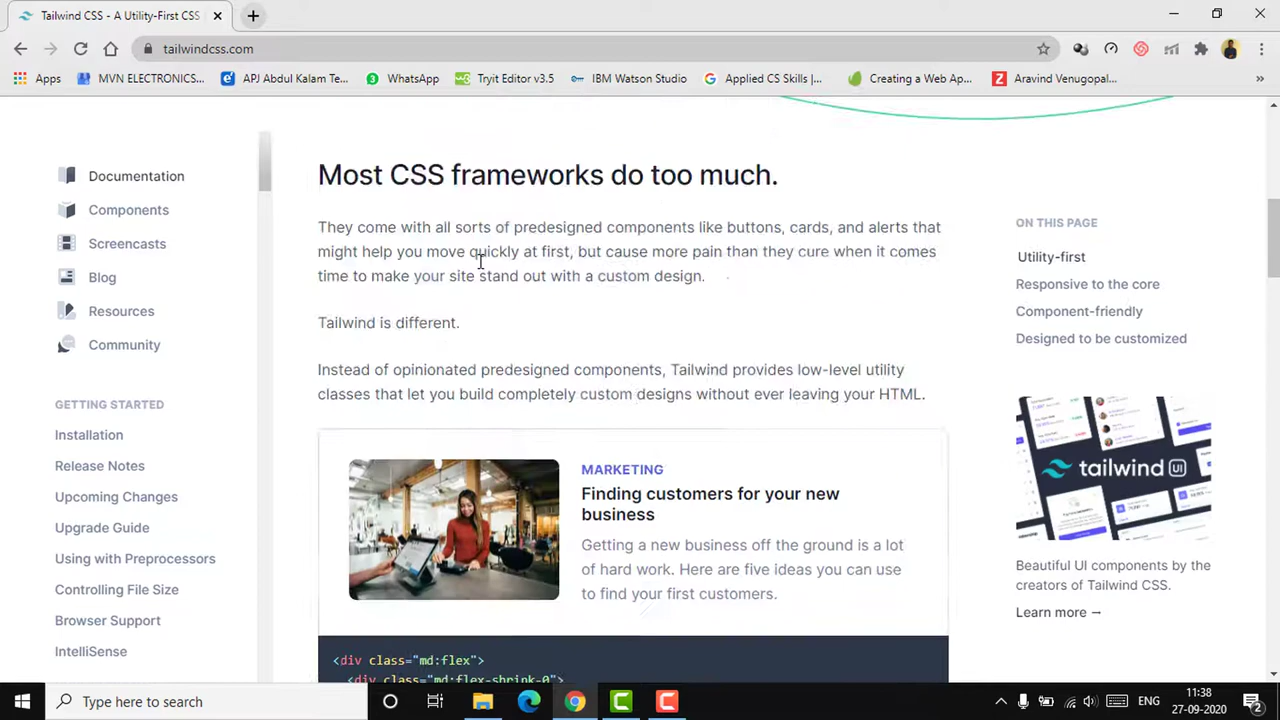 Tailwind CSS - A Utility-First CSS
tailwindcss.com
Apps
MVN ELECTRONICS...
APJ Abdul Kalam Te...
WhatsApp
Tryit Editor v3.5
IBM Watson Studio
Applied CS Skills |...
Creating a Web App...
Aravind Venugopal...
»
Documentation
Components
Screencasts
Blog
Resources
Community
GETTING STARTED
Installation
Release Notes
Upcoming Changes
Upgrade Guide
Using with Preprocessors
Controlling File Size
Browser Support
IntelliSense
Most CSS frameworks do too much.
They come with all sorts of predesigned components like buttons, cards, and alerts that
might help you move quickly at first, but cause more pain than they cure when it comes
time to make your site stand out with a custom design.
Tailwind is different.
Instead of opinionated predesigned components, Tailwind provides low-level utility
classes that let you build completely custom designs without ever leaving your HTML.
MARKETING
Finding customers for your new
business
Getting a new business off the ground is a lot
of hard work. Here are five ideas you can use
to find your first customers.
<div class="md:flex">
<div class="md:flex-shrink-0">
ON THIS PAGE
Utility-first
Responsive to the core
Component-friendly
Designed to be customized
tailwind UI
Beautiful UI components by the
creators of Tailwind CSS.
Learn more →
Type here to search
ENG
11:38
27-09-2020
2